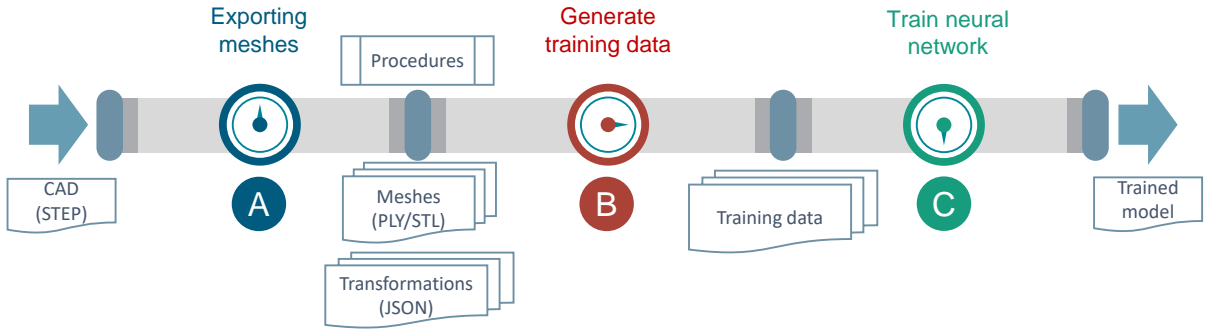 Exporting
meshes
Generate
training data
Train neural
network
Procedures
CAD
(STEP)
A
Meshes
(PLY/STL)
B
Training data
C
Trained
model
Transformations
(JSON)